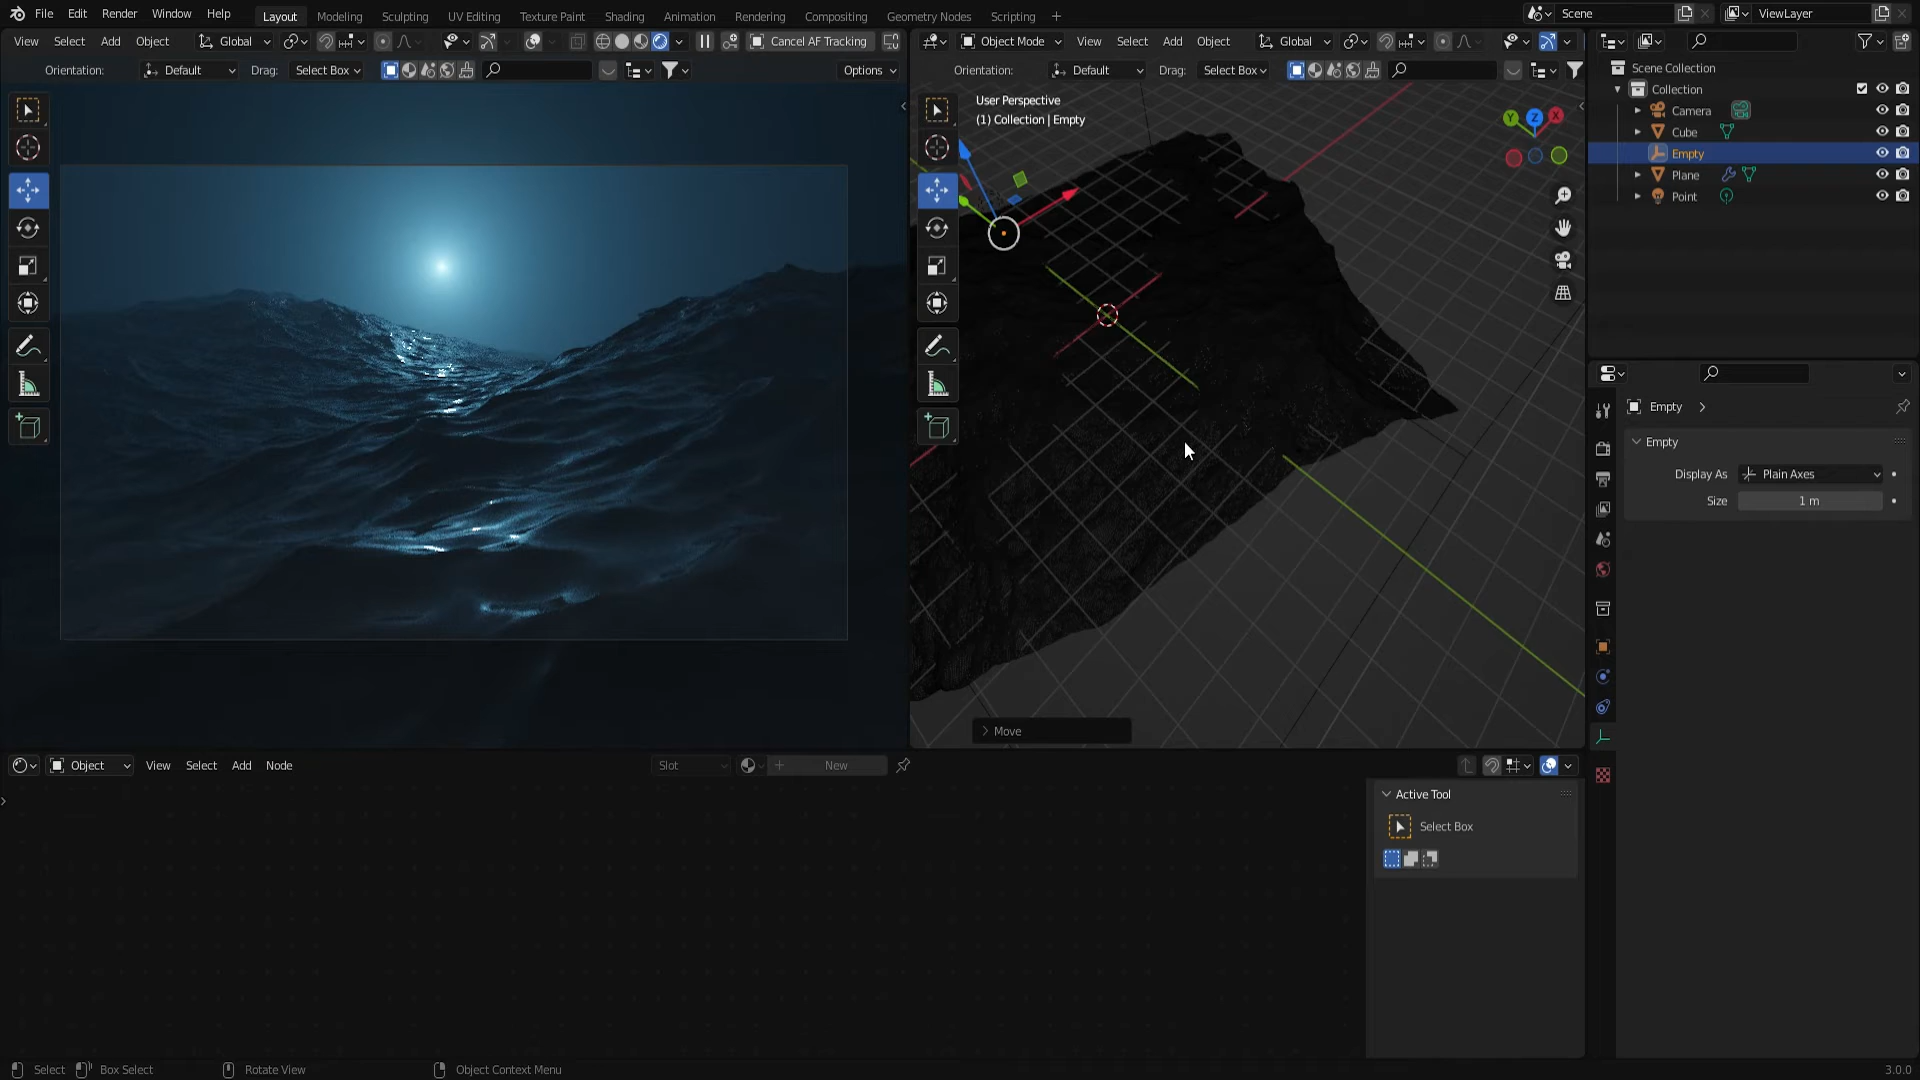 File Edit Render Window Help Layout Modeling Sculpting UV Editing Texture Paint Shading Animation Rendering Compositing Geometry Nodes Scripting + Scene ViewLayer
View Select Add Object Global Cancel AF Tracking
Orientation: Default Drag: Select Box Options
Object Mode View Select Add Object Global
Orientation: Default Drag: Select Box
User Perspective
(1) Collection | Empty
Y Z X
Move
Scene Collection
Collection
Camera
Cube
Empty
Plane
Point
Empty
Empty
Display As Plain Axes
Size 1 m
Object View Select Add Node Slot New
Active Tool
Select Box
Select Box Select Rotate View Object Context Menu 3.0.0